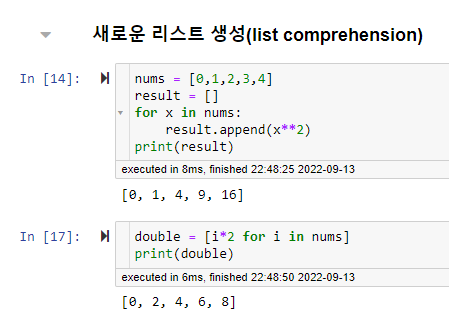 새로운 리스트 생성(list comprehension)
In [14]:
nums = [0,1,2,3,4]
result = []
for x in nums:
    result.append(x**2)
print(result)
executed in 8ms, finished 22:48:25 2022-09-13
[0, 1, 4, 9, 16]
In [17]:
double = [i*2 for i in nums]
print(double)
executed in 6ms, finished 22:48:50 2022-09-13
[0, 2, 4, 6, 8]